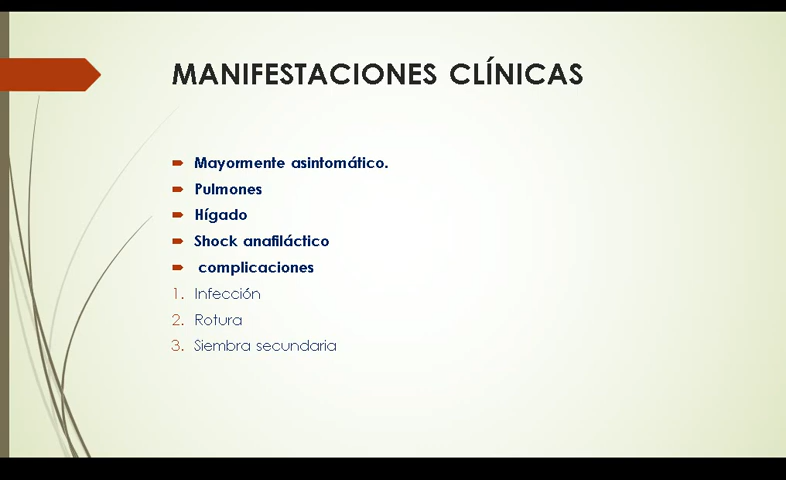 MANIFESTACIONES CLÍNICAS
Mayormente asintomático.
Pulmones
Hígado
Shock anafiláctico
complicaciones
1. Infección
2. Rotura
3. Siembra secundaria